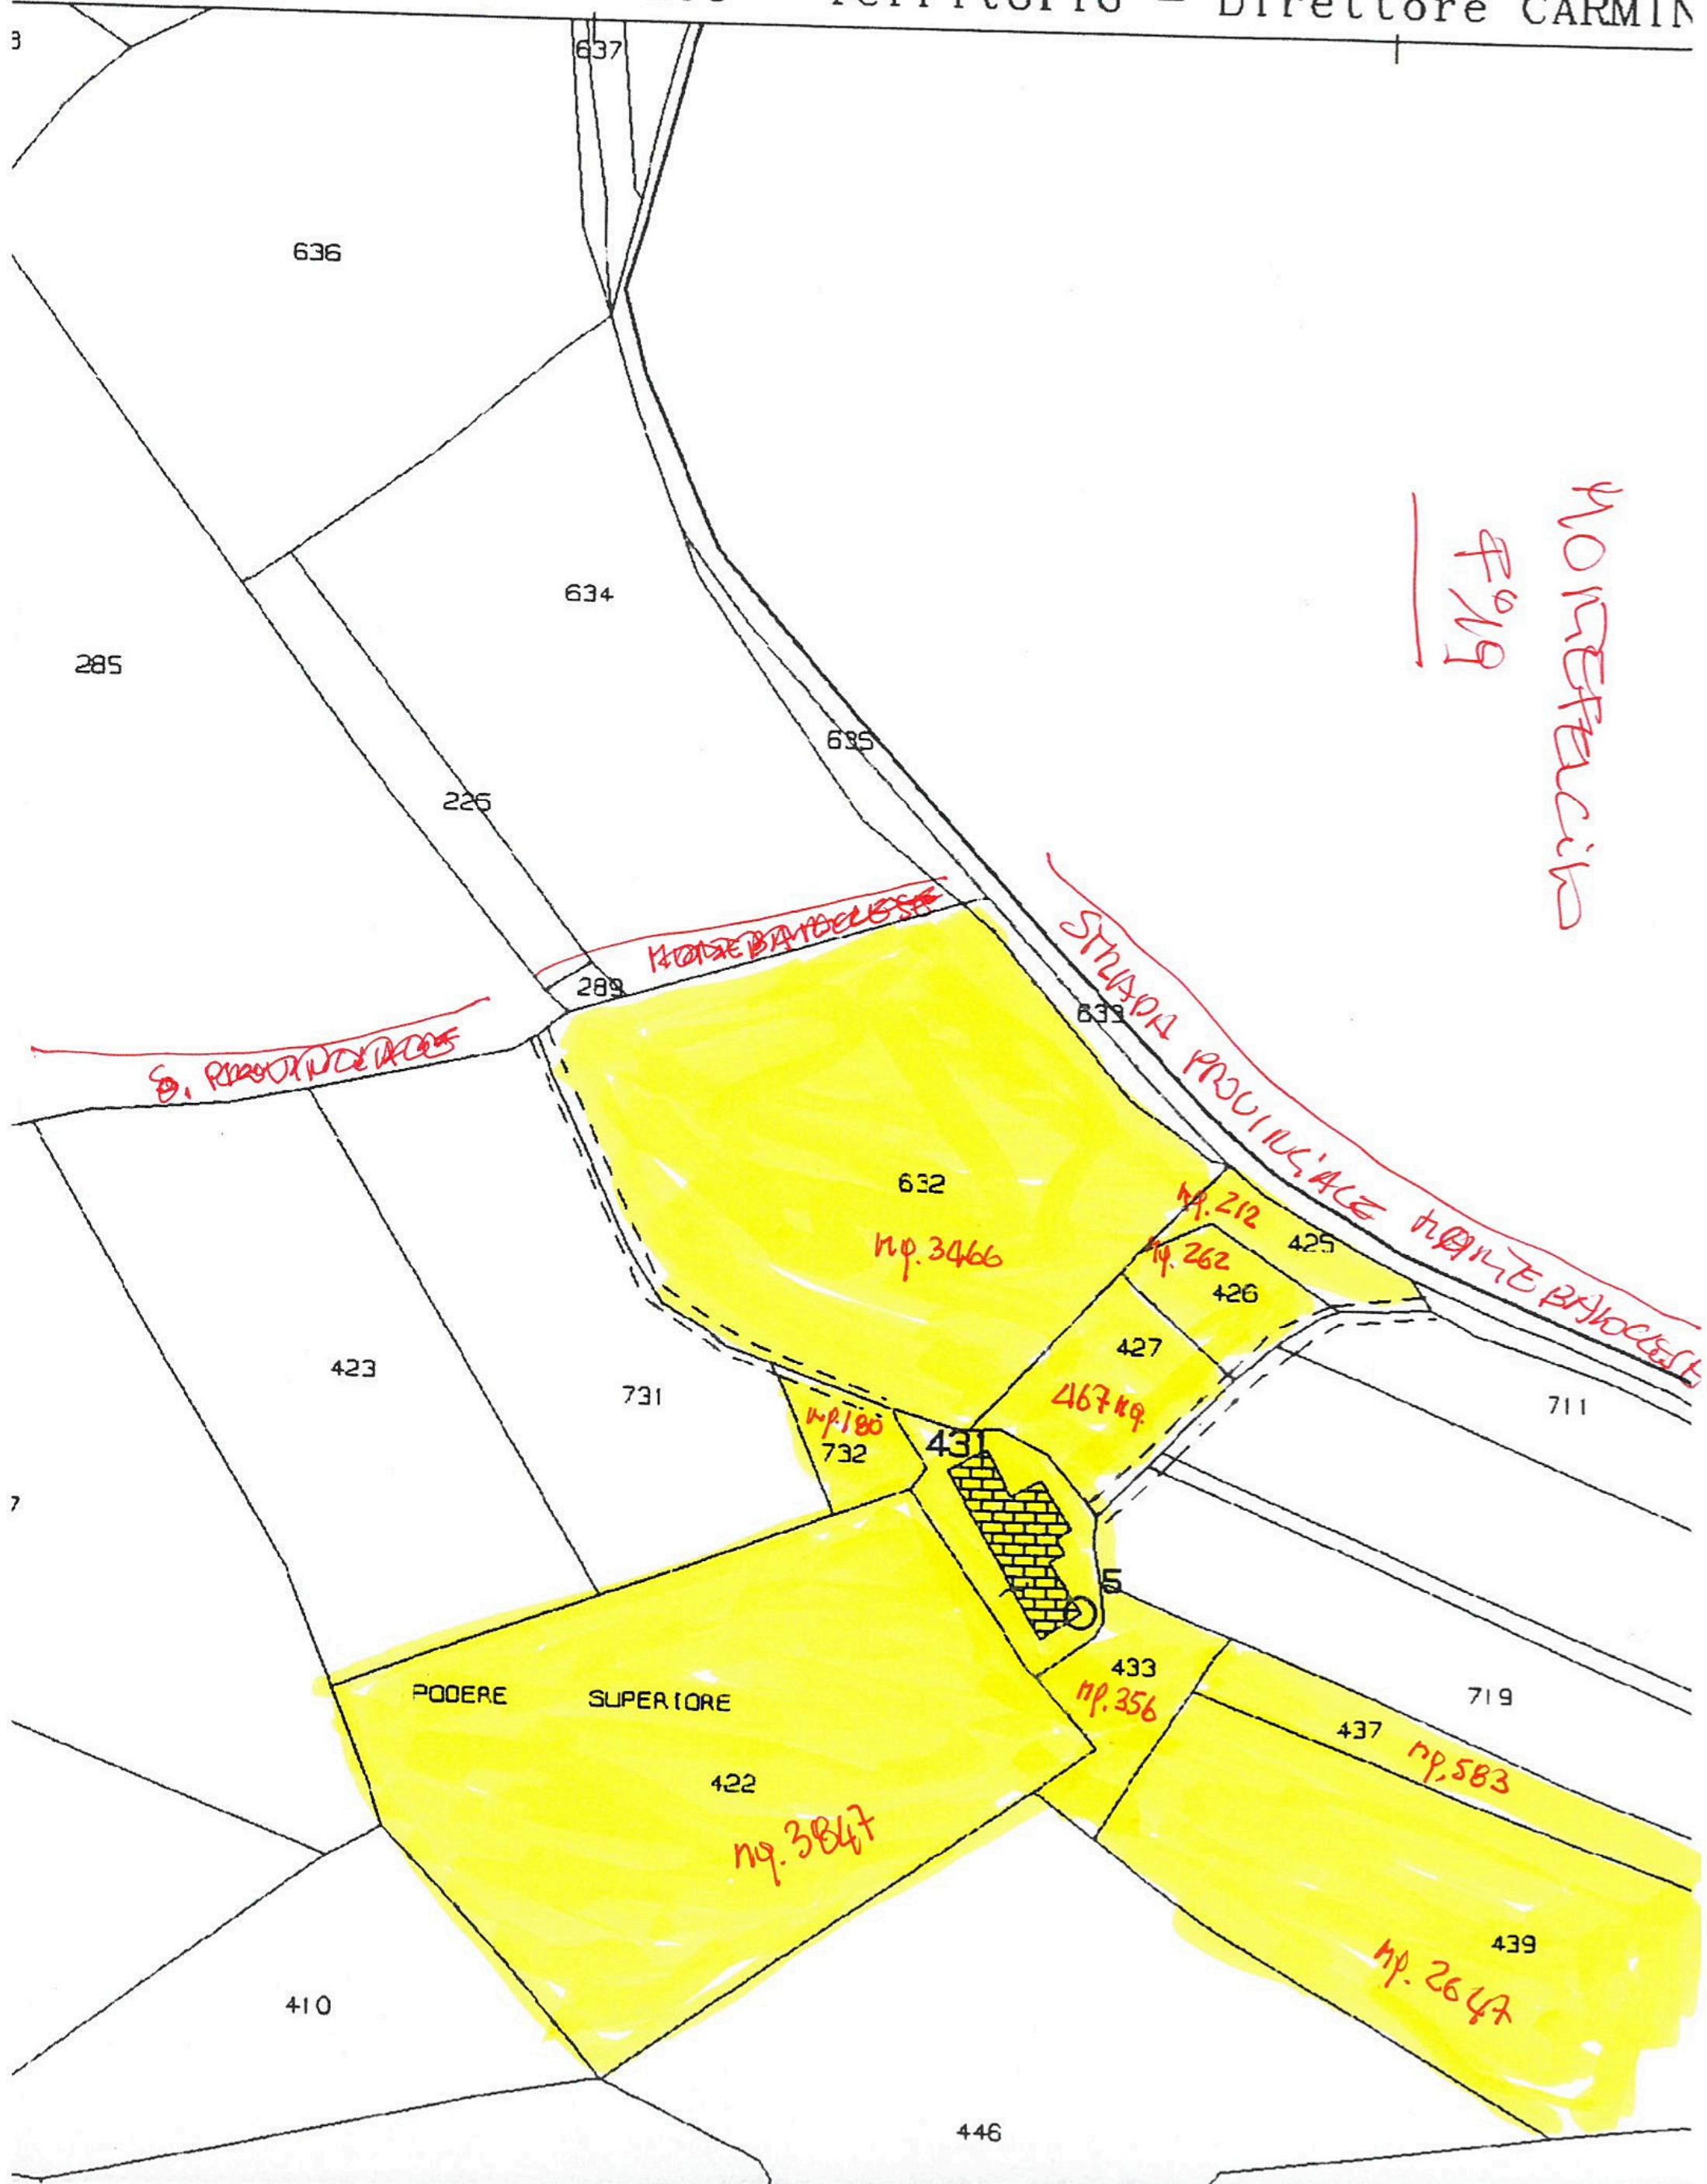 Territorio - Direttore CARMIN
637
636
MONTEFELCINO
F° 19
634
285
635
226
289
633
STRADA PROVINCIALE MONTEBAROCCESE
S. PROVINCIALE
632
mq. 3466
mq. 212
425
mq. 262
426
427
467 mq.
423
731
mq. 180
732
431
711
5
433
mq. 356
PODERE SUPERIORE
719
437
mq. 583
422
mq. 3847
439
mq. 2647
410
446